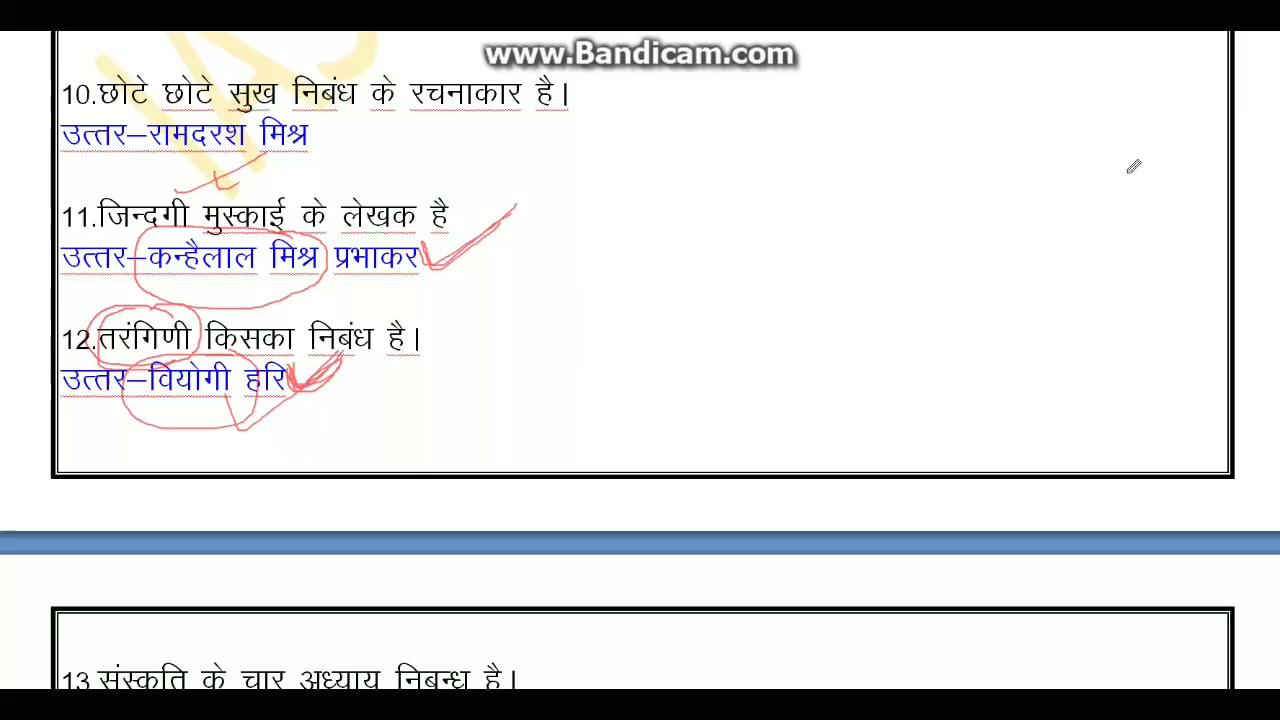 www.Bandicam.com
10.छोटे छोटे सुख निबंध के रचनाकार है।
उत्तर–रामदरश मिश्र
11.जिन्दगी मुस्काई के लेखक है
उत्तर–कन्हैलाल मिश्र प्रभाकर
12.तरंगिणी किसका निबंध है।
उत्तर–वियोगी हरि
13.संस्कृति के चार अध्याय निबन्ध है।